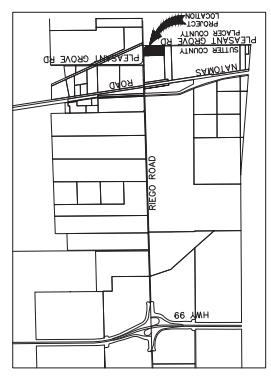 PROJECT
LOCATION
PLEASANT GROVE RD
SUTTER COUNTY
PLACER COUNTY
PLEASANT GROVE RD
NATOMAS
ROAD
RIEGO ROAD
HWY 99